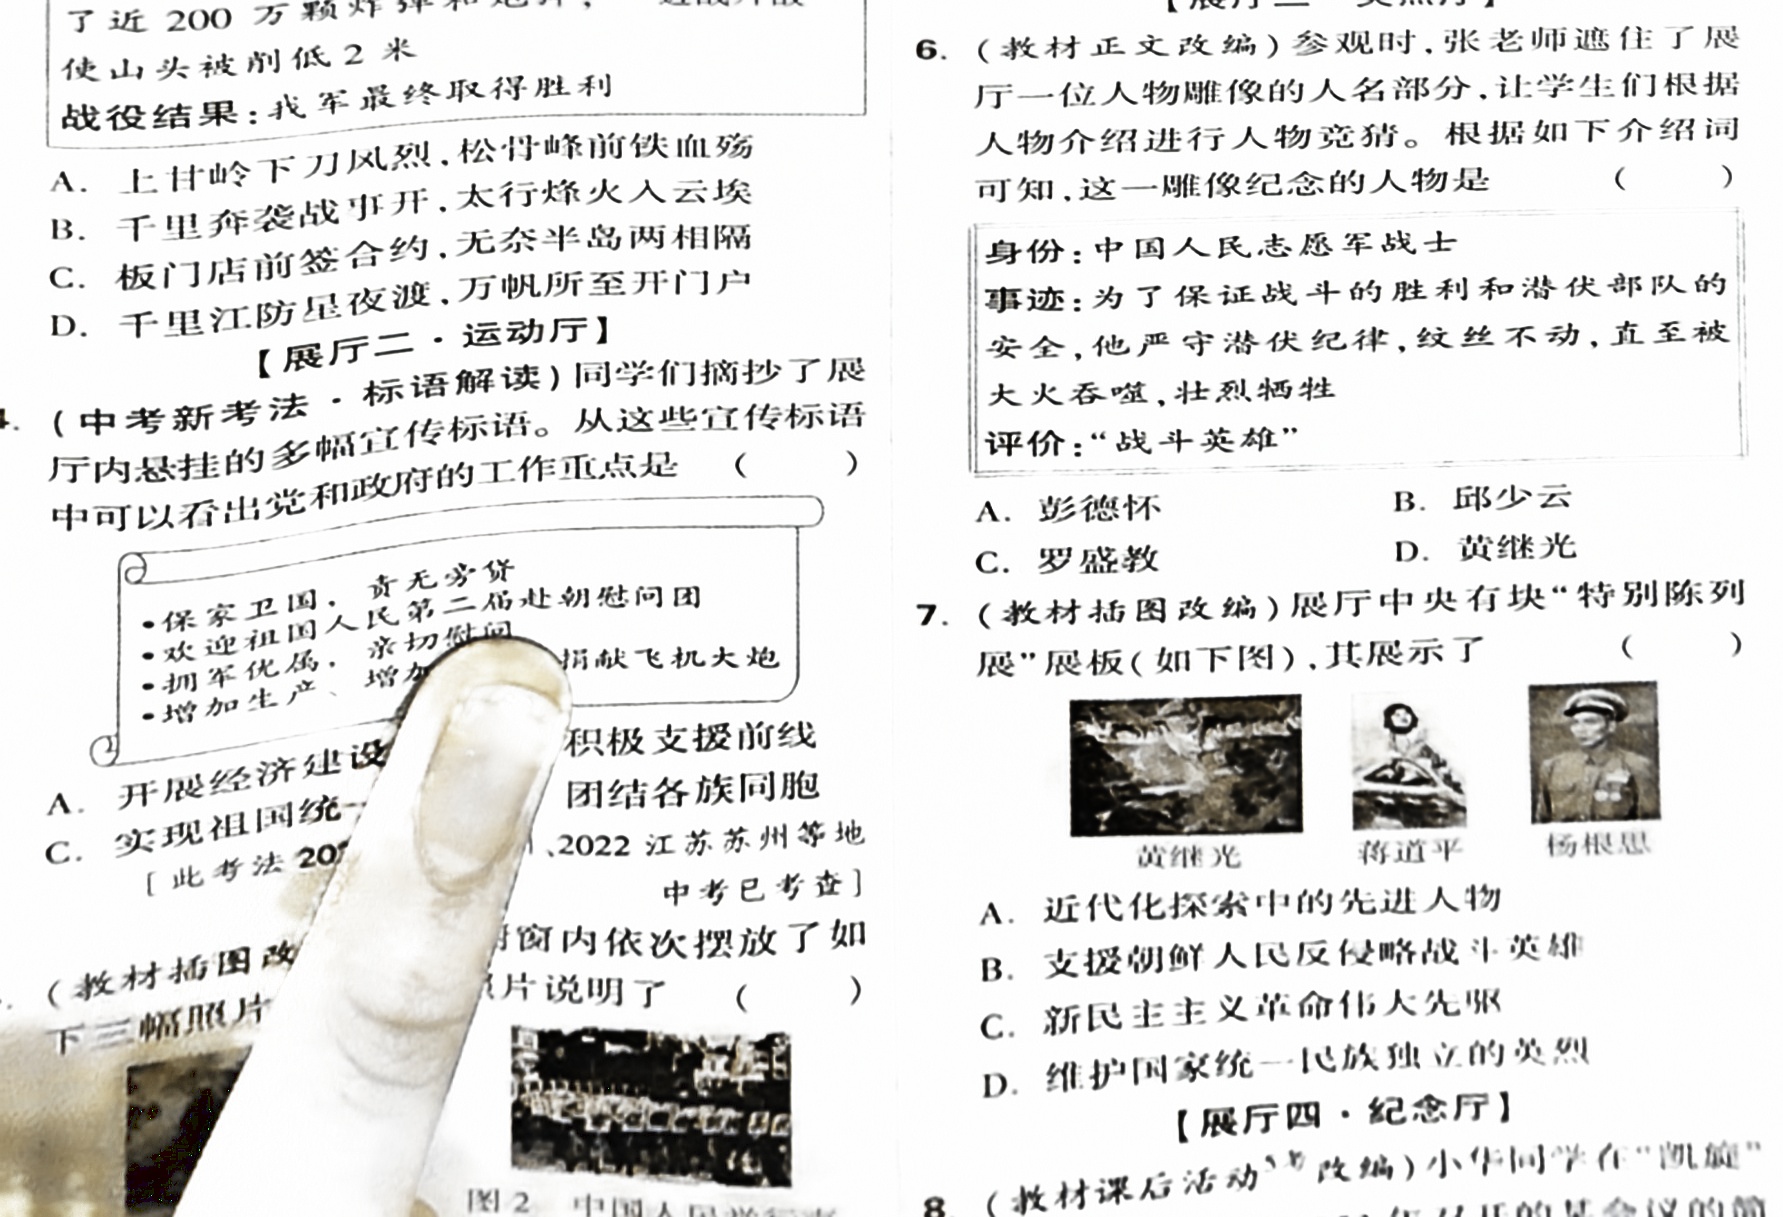 了近 200 万颗炸弹和炮弹，
使山头被削低 2 米
战役结果:我军最终取得胜利
A. 上甘岭下刀风烈,松骨峰前铁血殇
B. 千里奔袭战事开,太行烽火入云埃
C. 板门店前签合约,无奈半岛两相隔
D. 千里江防星夜渡,万帆所至开门户
【展厅二·运动厅】
4. (中考新考法·标语解读)同学们摘抄了展
厅内悬挂的多幅宣传标语。从这些宣传标语
中可以看出党和政府的工作重点是 ( )
•保家卫国，责无旁贷
•欢迎祖国人民第二届赴朝慰问团
•拥军优属，亲切慰问
•增加生产、增加 捐献飞机大炮
A. 开展经济建设 积极支援前线
C. 实现祖国统一 团结各族同胞
[此考法 202 、2022 江苏苏州等地
中考已考查]
(教材插图改 窗内依次摆放了如
下三幅照片 片说明了 ( )
图 2
【展厅三·英照厅】
6. (教材正文改编)参观时,张老师遮住了展
厅一位人物雕像的人名部分,让学生们根据
人物介绍进行人物竞猜。根据如下介绍词
可知,这一雕像纪念的人物是 ( )
身份:中国人民志愿军战士
事迹:为了保证战斗的胜利和潜伏部队的
安全,他严守潜伏纪律,纹丝不动,直至被
大火吞噬,壮烈牺牲
评价:“战斗英雄”
A. 彭德怀 B. 邱少云
C. 罗盛教 D. 黄继光
7. (教材插图改编)展厅中央有块“特别陈列
展”展板(如下图),其展示了 ( )
黄继光 蒋道平 杨根思
A. 近代化探索中的先进人物
B. 支援朝鲜人民反侵略战斗英雄
C. 新民主主义革命伟大先驱
D. 维护国家统一民族独立的英烈
【展厅四·纪念厅】
8. (教材课后活动 改编)小华同学在“凯旋”